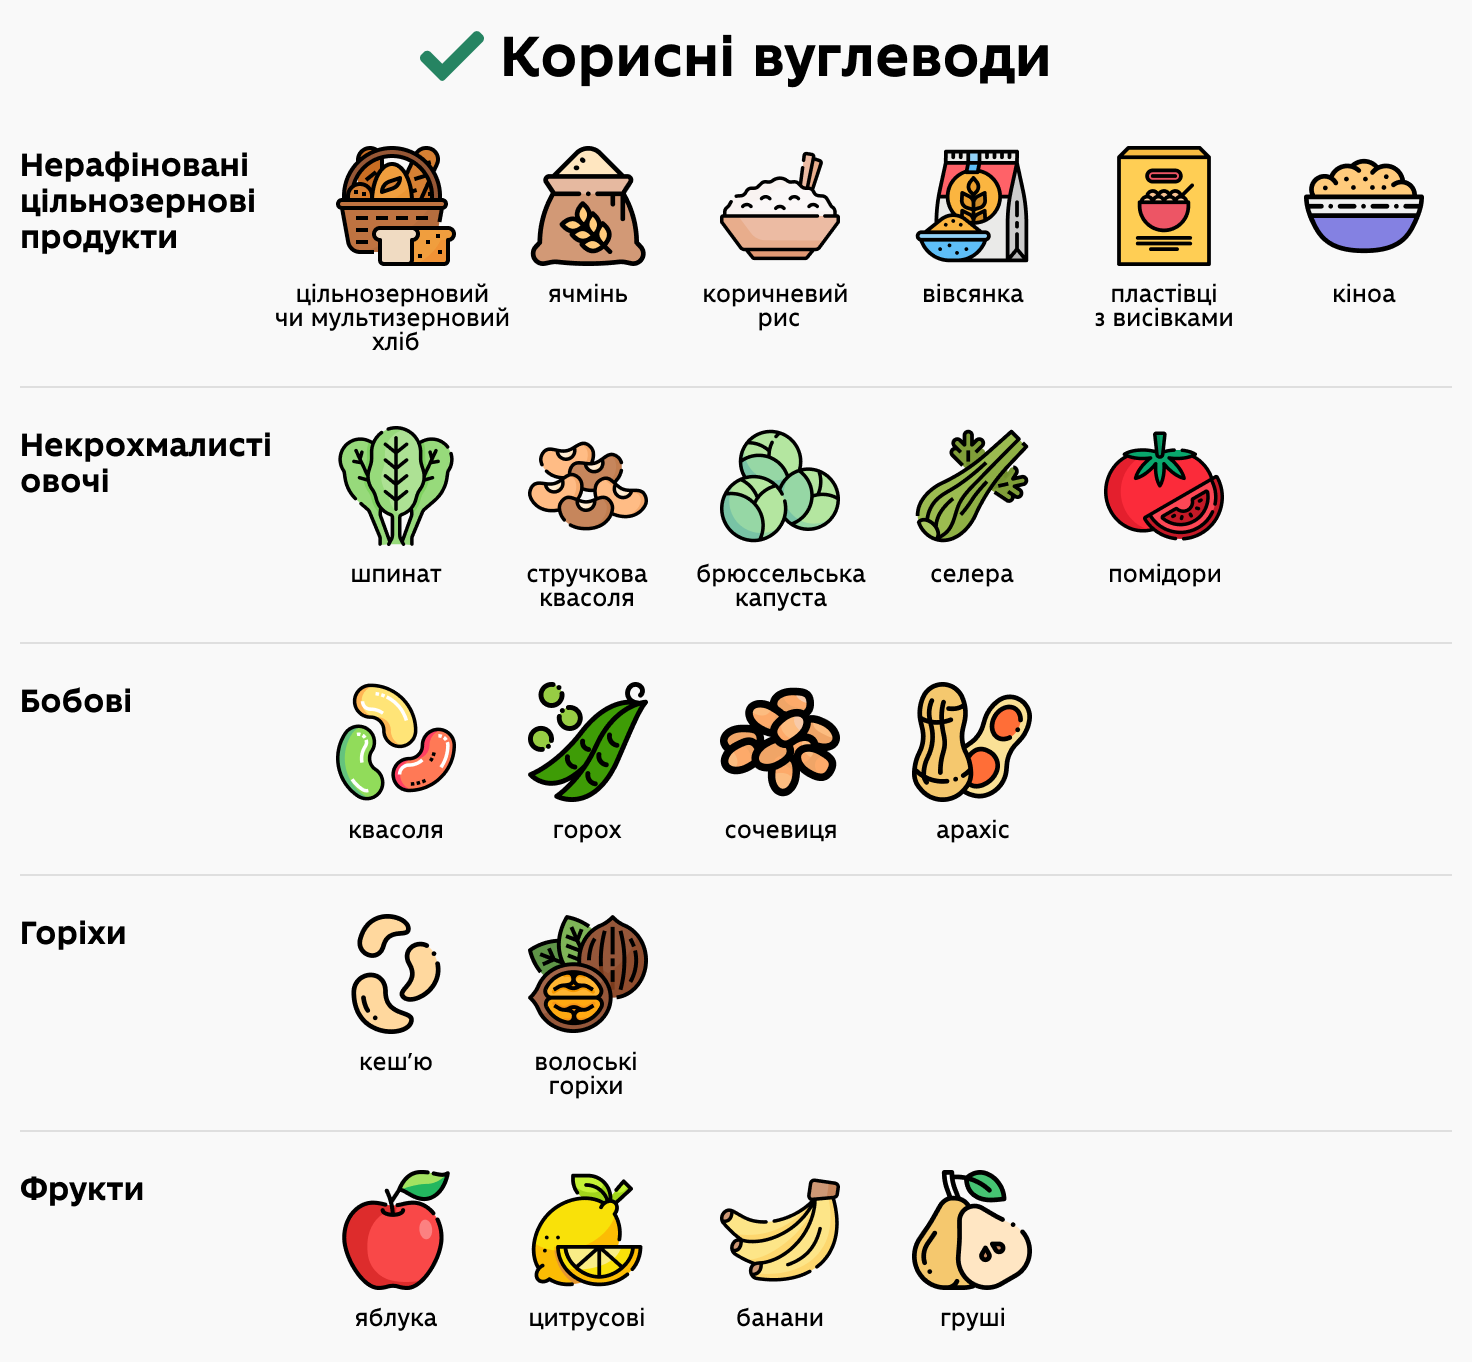 Корисні вуглеводи
Нерафіновані
цільнозернові
продукти
цільнозерновий
чи мультизерновий
хліб
ячмінь
коричневий
рис
вівсянка
пластівці
з висівками
кіноа
Некрохмалисті
овочі
шпинат
стручкова
квасоля
брюссельська
капуста
селера
помідори
Бобові
квасоля
горох
сочевиця
арахіс
Горіхи
кеш’ю
волоські
горіхи
Фрукти
яблука
цитрусові
банани
груші